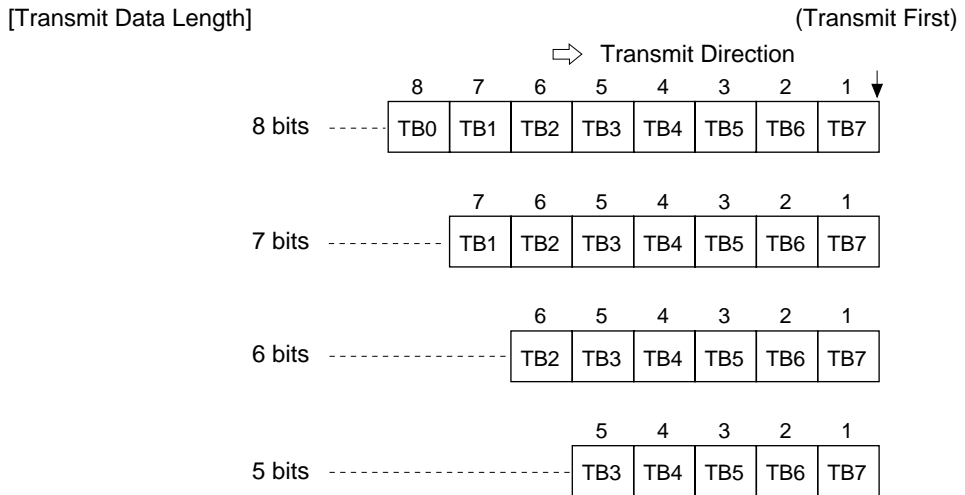 [Transmit Data Length] (Transmit First)
Transmit Direction
8 7 6 5 4 3 2 1
8 bits TB0 TB1 TB2 TB3 TB4 TB5 TB6 TB7
7 6 5 4 3 2 1
7 bits TB1 TB2 TB3 TB4 TB5 TB6 TB7
6 5 4 3 2 1
6 bits TB2 TB3 TB4 TB5 TB6 TB7
5 4 3 2 1
5 bits TB3 TB4 TB5 TB6 TB7